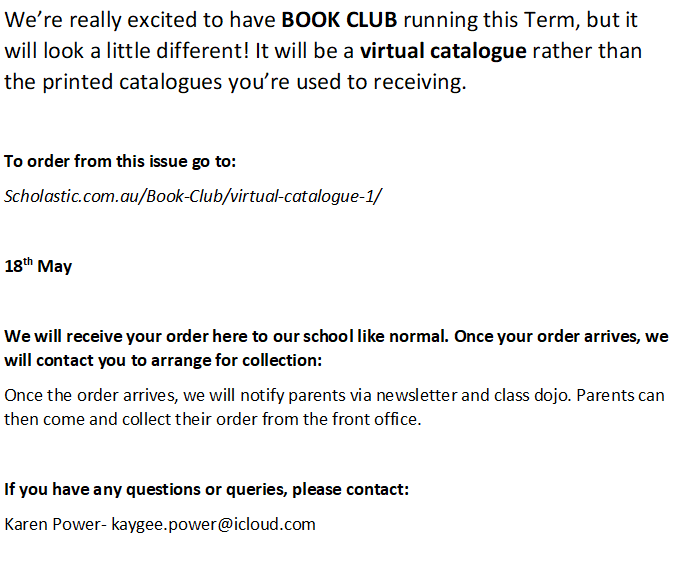 We’re really excited to have BOOK CLUB running this Term, but it
will look a little different! It will be a virtual catalogue rather than
the printed catalogues you’re used to receiving.
To order from this issue go to:
Scholastic.com.au/Book-Club/virtual-catalogue-1/
18th May
We will receive your order here to our school like normal. Once your order arrives, we
will contact you to arrange for collection:
Once the order arrives, we will notify parents via newsletter and class dojo. Parents can
then come and collect their order from the front office.
If you have any questions or queries, please contact:
Karen Power- kaygee.power@icloud.com